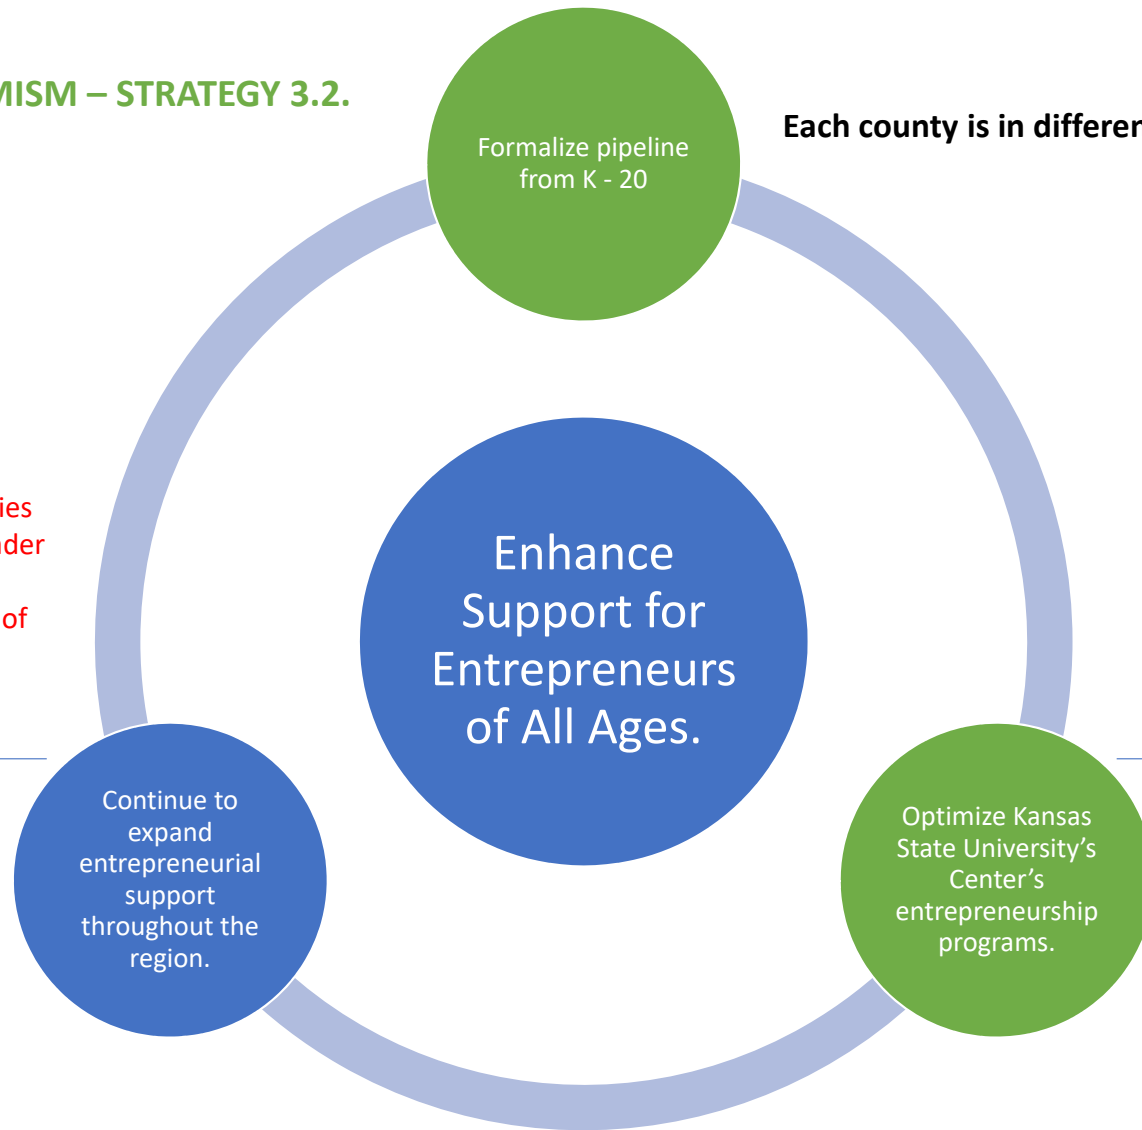 MISM – STRATEGY 3.2.
Each county is in differen
Formalize pipeline
from K - 20
ies
nder
of
Enhance
Support for
Entrepreneurs
of All Ages.
Continue to
expand
entrepreneurial
support
throughout the
region.
Optimize Kansas
State University’s
Center’s
entrepreneurship
programs.